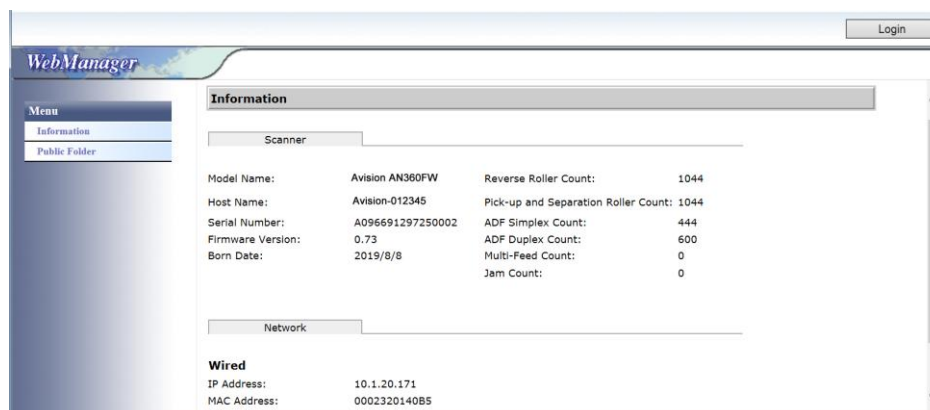 Login
WebManager
Menu
Information
Public Folder
Information
Scanner
Model Name: Avision AN360FW Reverse Roller Count: 1044
Host Name: Avision-012345 Pick-up and Separation Roller Count: 1044
Serial Number: A096691297250002 ADF Simplex Count: 444
Firmware Version: 0.73 ADF Duplex Count: 600
Born Date: 2019/8/8 Multi-Feed Count: 0
Jam Count: 0
Network
Wired
IP Address: 10.1.20.171
MAC Address: 0002320140B5